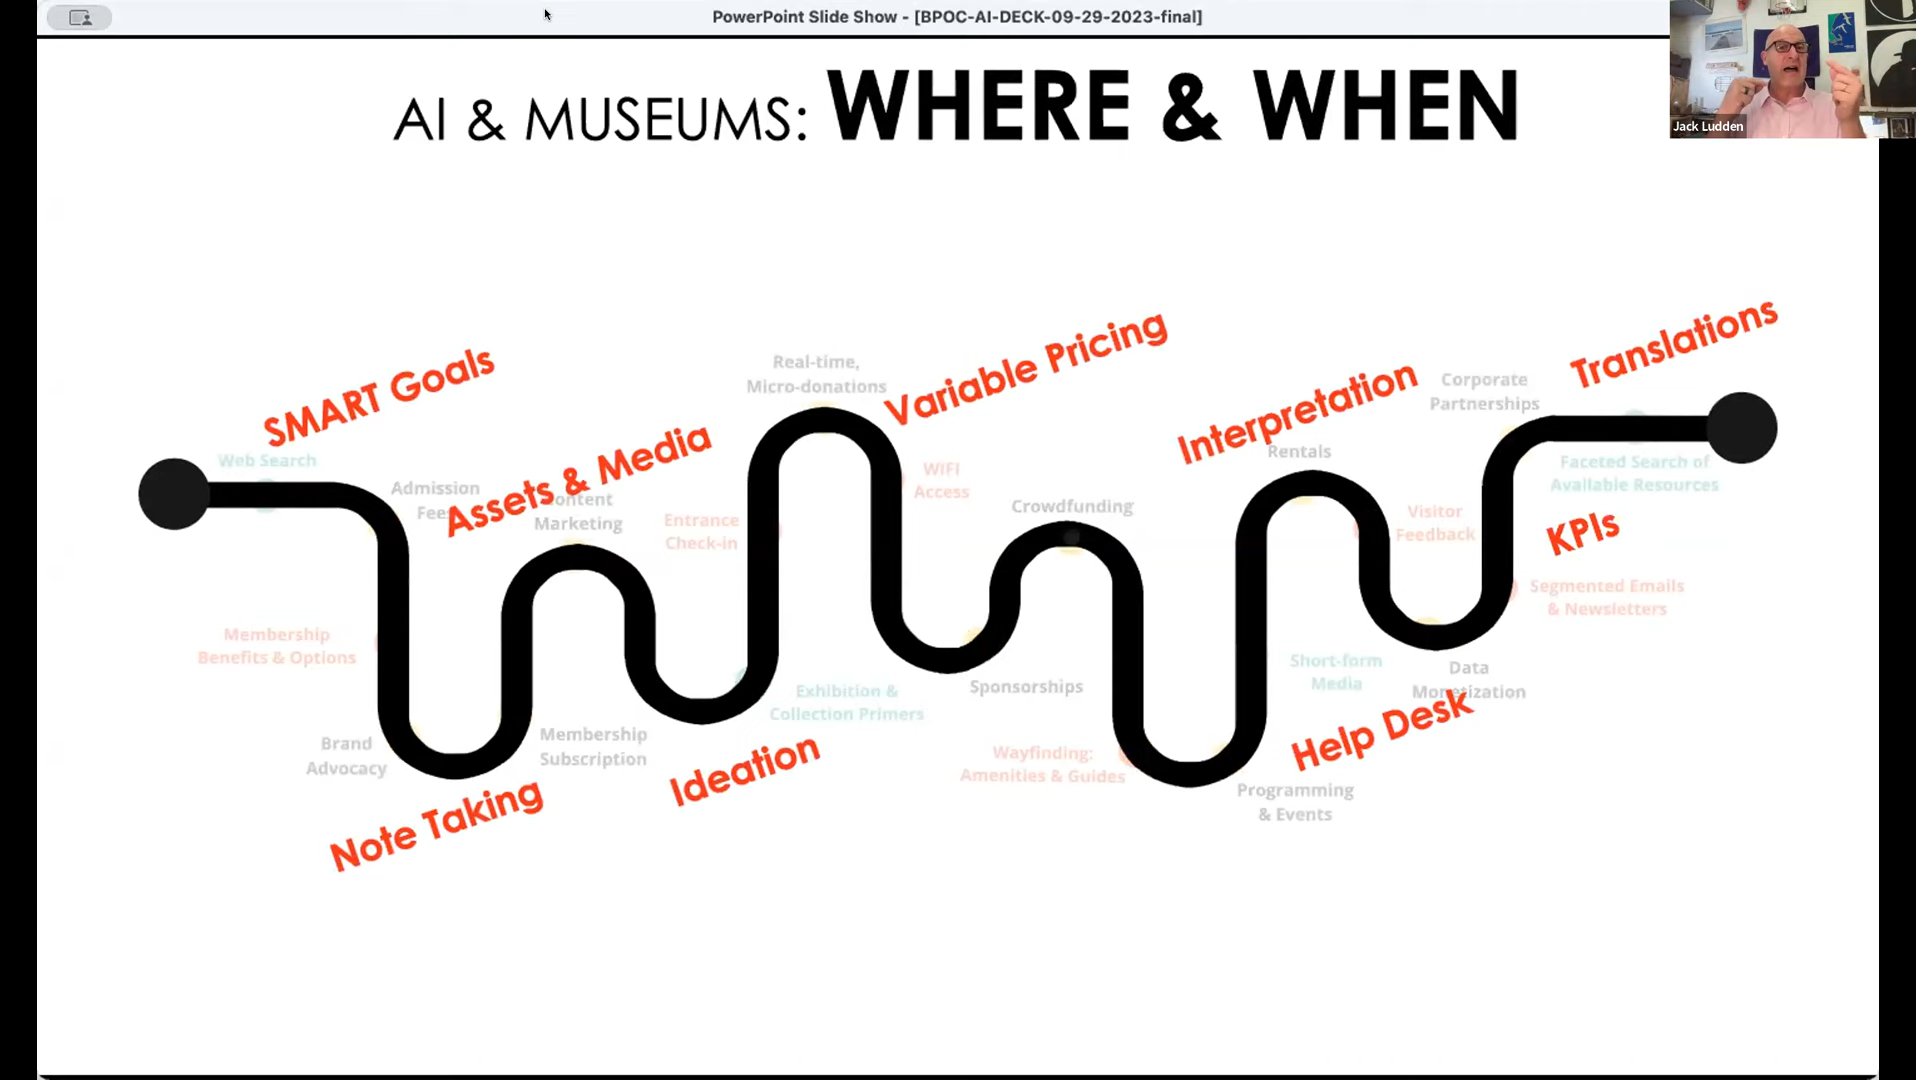 PowerPoint Slide Show - [BPOC-AI-DECK-09-29-2023-final]
Jack Ludden
AI & MUSEUMS: WHERE & WHEN
SMART Goals
Web Search
Admission
Assets & Media
Marketing
Entrance
Check-in
Real-time,
Micro-donations
Variable Pricing
WIFI
Access
Crowdfunding
Interpretation
Rentals
Corporate
Partnerships
Translations
Faceted Search of
Available Resources
Visitor
Feedback
KPIs
Segmented Emails
& Newsletters
Membership
Benefits & Options
Brand
Advocacy
Note Taking
Membership
Subscription
Ideation
Exhibition &
Collection Primers
Sponsorships
Wayfinding:
Amenities & Guides
Short-form
Media
Data
Monetization
Help Desk
Programming
& Events